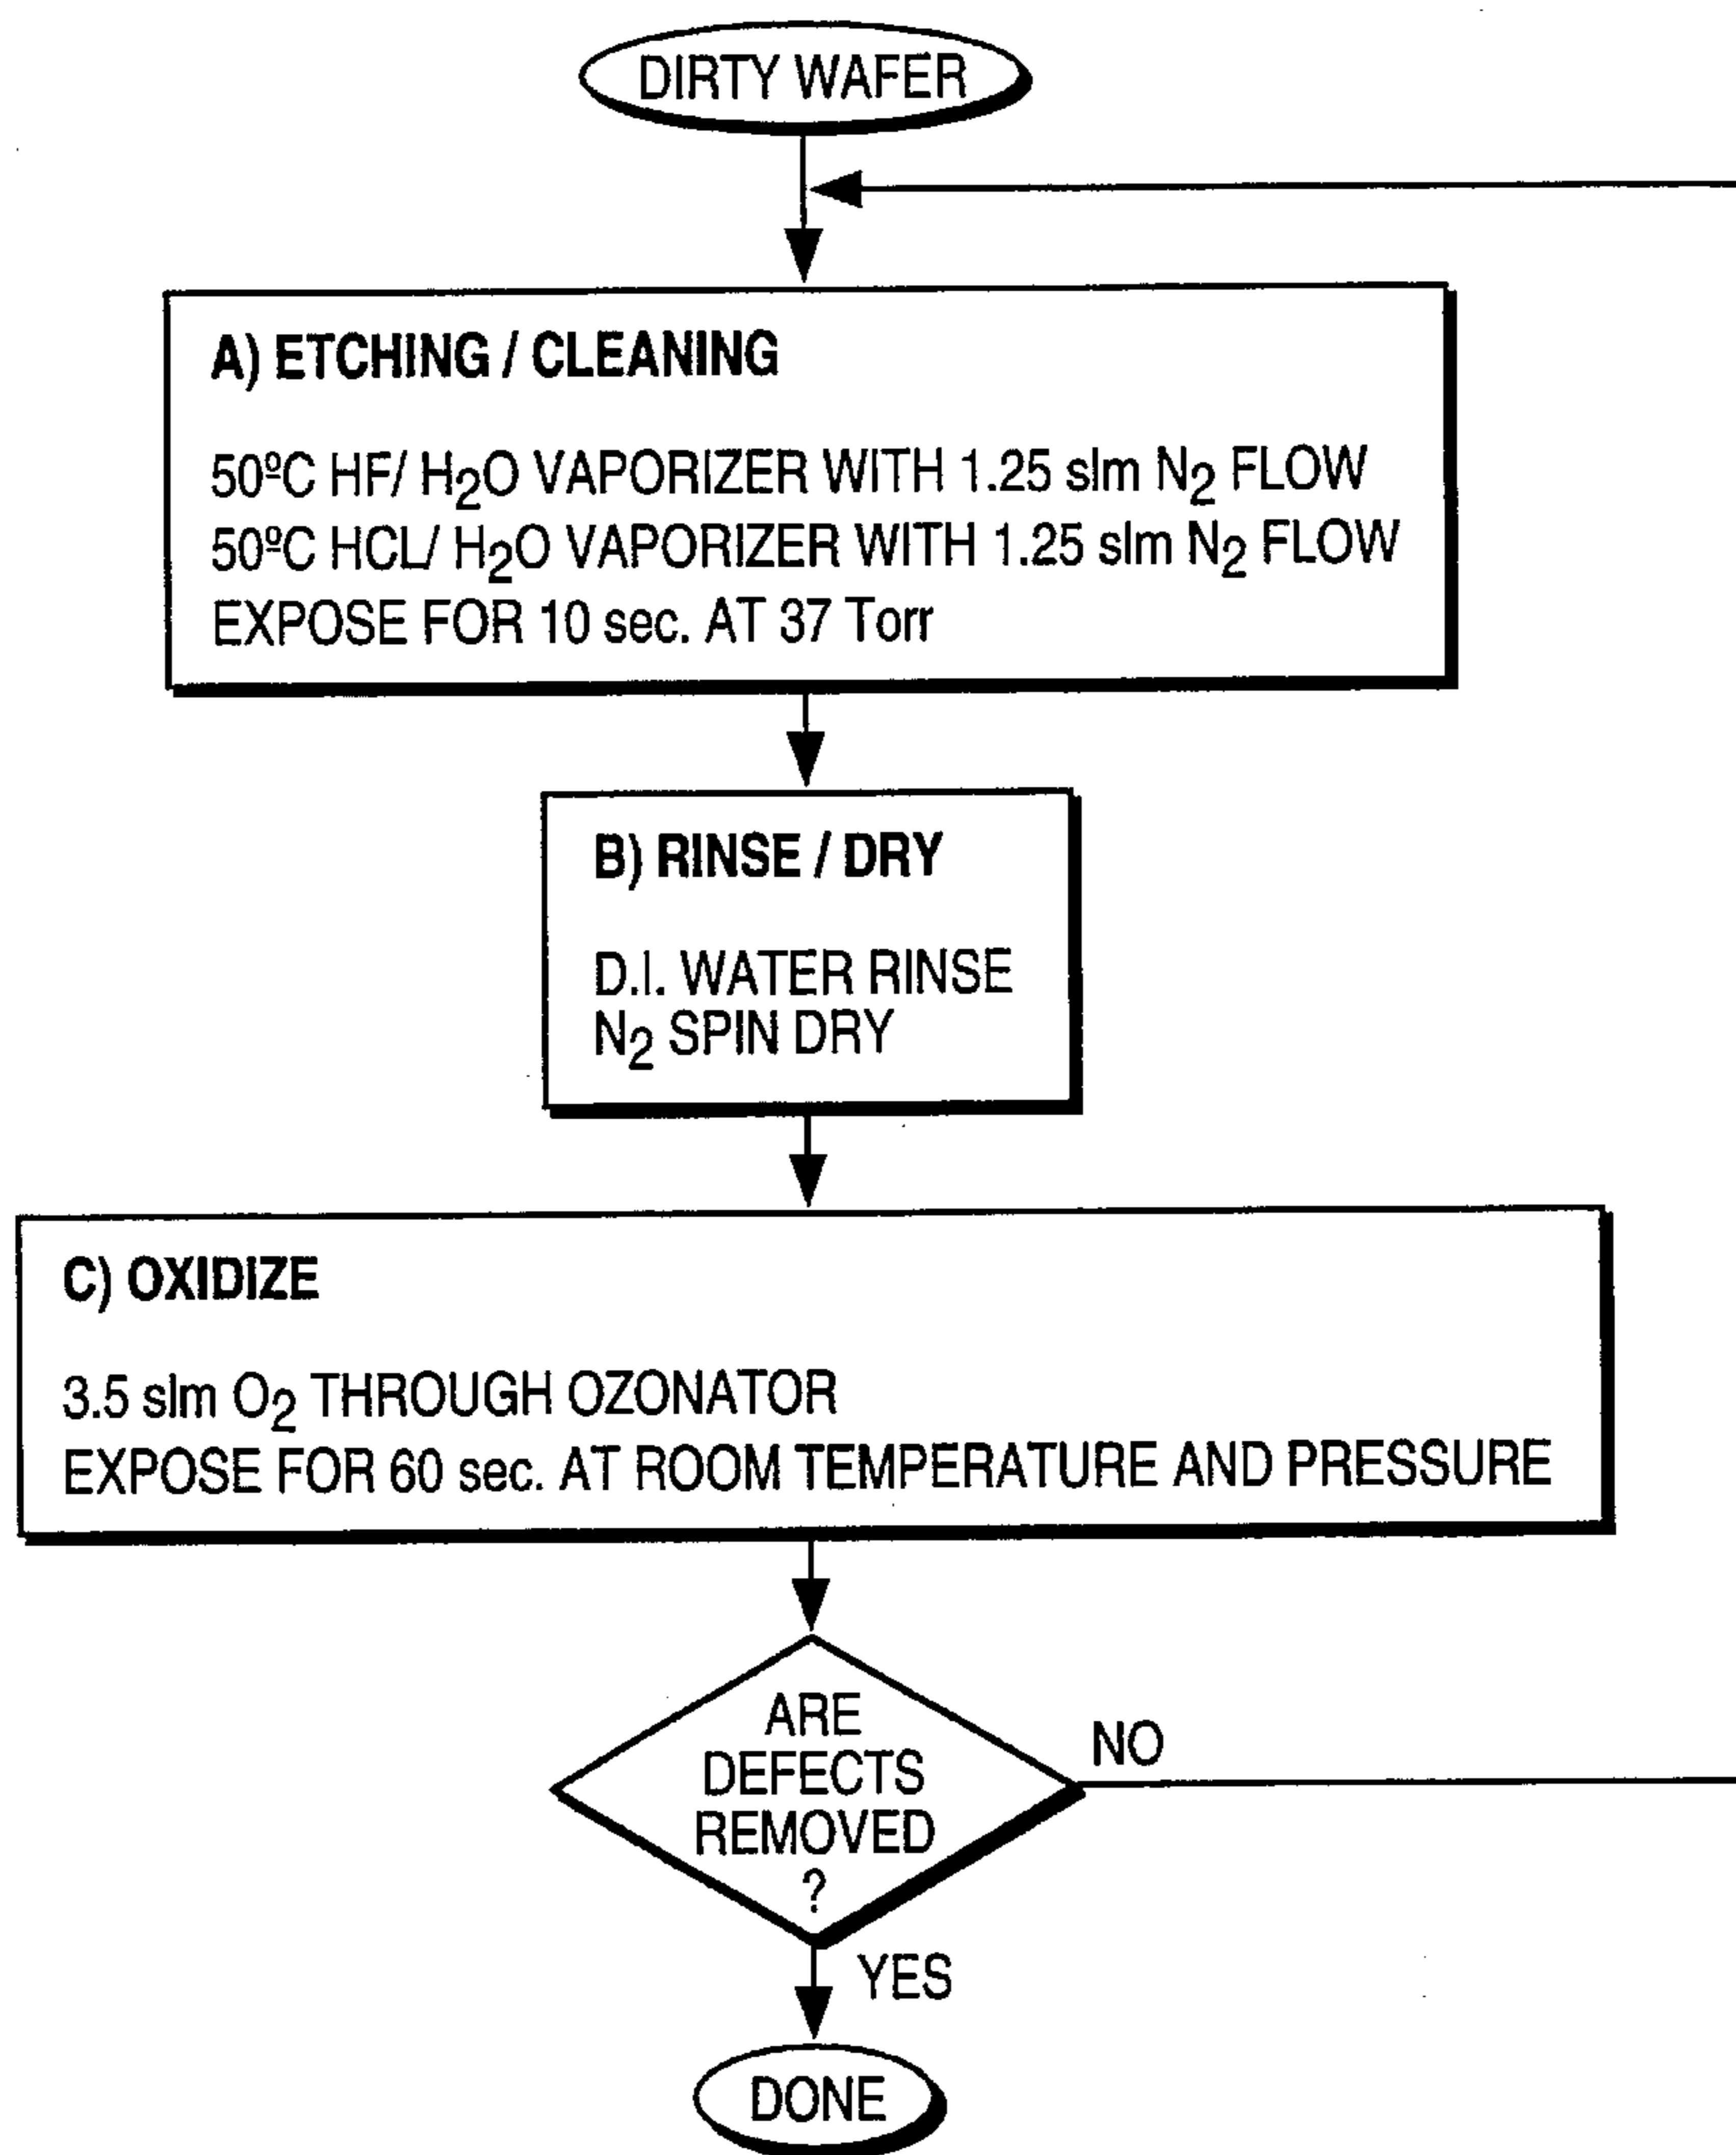 DIRTY WAFER
A) ETCHING / CLEANING
50ºC HF/ H2O VAPORIZER WITH 1.25 slm N2 FLOW
50ºC HCL/ H2O VAPORIZER WITH 1.25 slm N2 FLOW
EXPOSE FOR 10 sec. AT 37 Torr
B) RINSE / DRY
D.I. WATER RINSE
N2 SPIN DRY
C) OXIDIZE
3.5 slm O2 THROUGH OZONATOR
EXPOSE FOR 60 sec. AT ROOM TEMPERATURE AND PRESSURE
ARE
DEFECTS
REMOVED
?
NO
YES
DONE